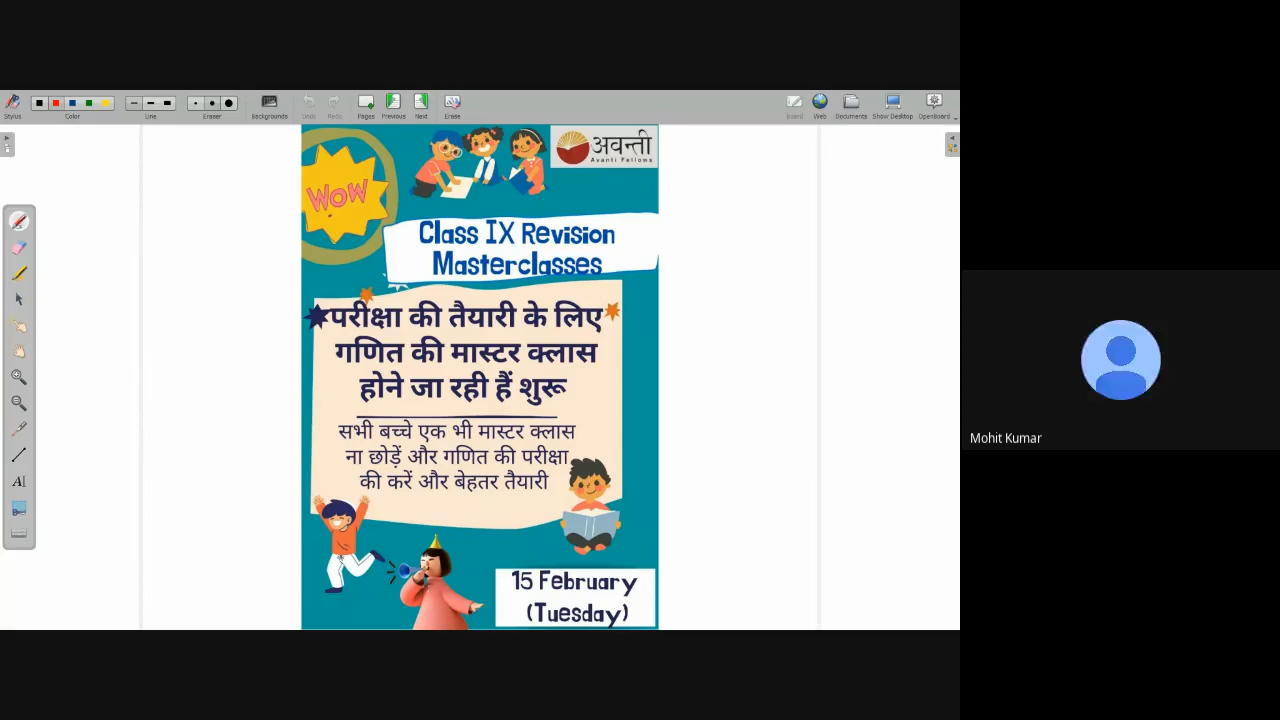 Stylus Color Line Eraser Backgrounds Undo Redo Pages Previous Next Erase Board Web Documents Show Desktop OpenBoard
अवन्ती
Avanti Fellows
WOW
Class IX Revision
Masterclasses
परीक्षा की तैयारी के लिए
गणित की मास्टर क्लास
होने जा रही हैं शुरू
सभी बच्चे एक भी मास्टर क्लास
ना छोड़ें और गणित की परीक्षा
की करें और बेहतर तैयारी
15 February
(Tuesday)
Mohit Kumar